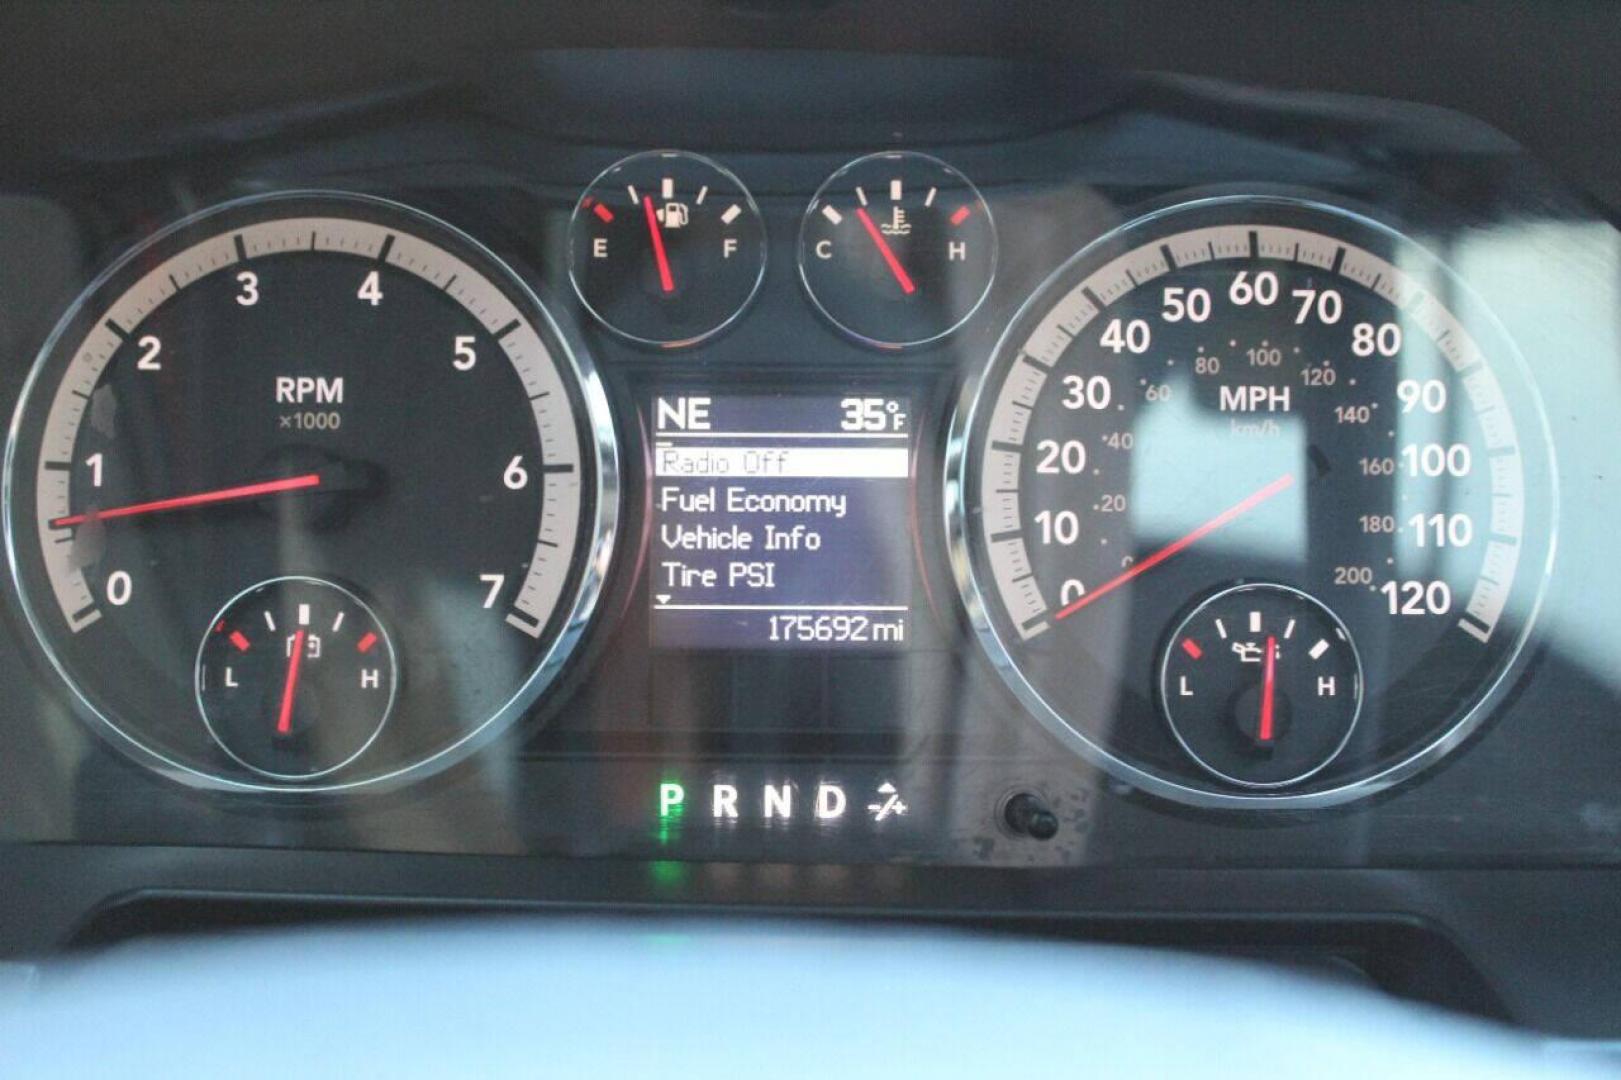 E F
C H
0 1 2 3 4 5 6 7
RPM
×1000
L H
NE 35°F
Radio Off
Fuel Economy
Vehicle Info
Tire PSI
175692 mi
0 10 20 30 40 50 60 70 80 90 100 110 120
MPH
km/h
0 20 40 60 80 100 120 140 160 180 200
L H
P R N D -/+